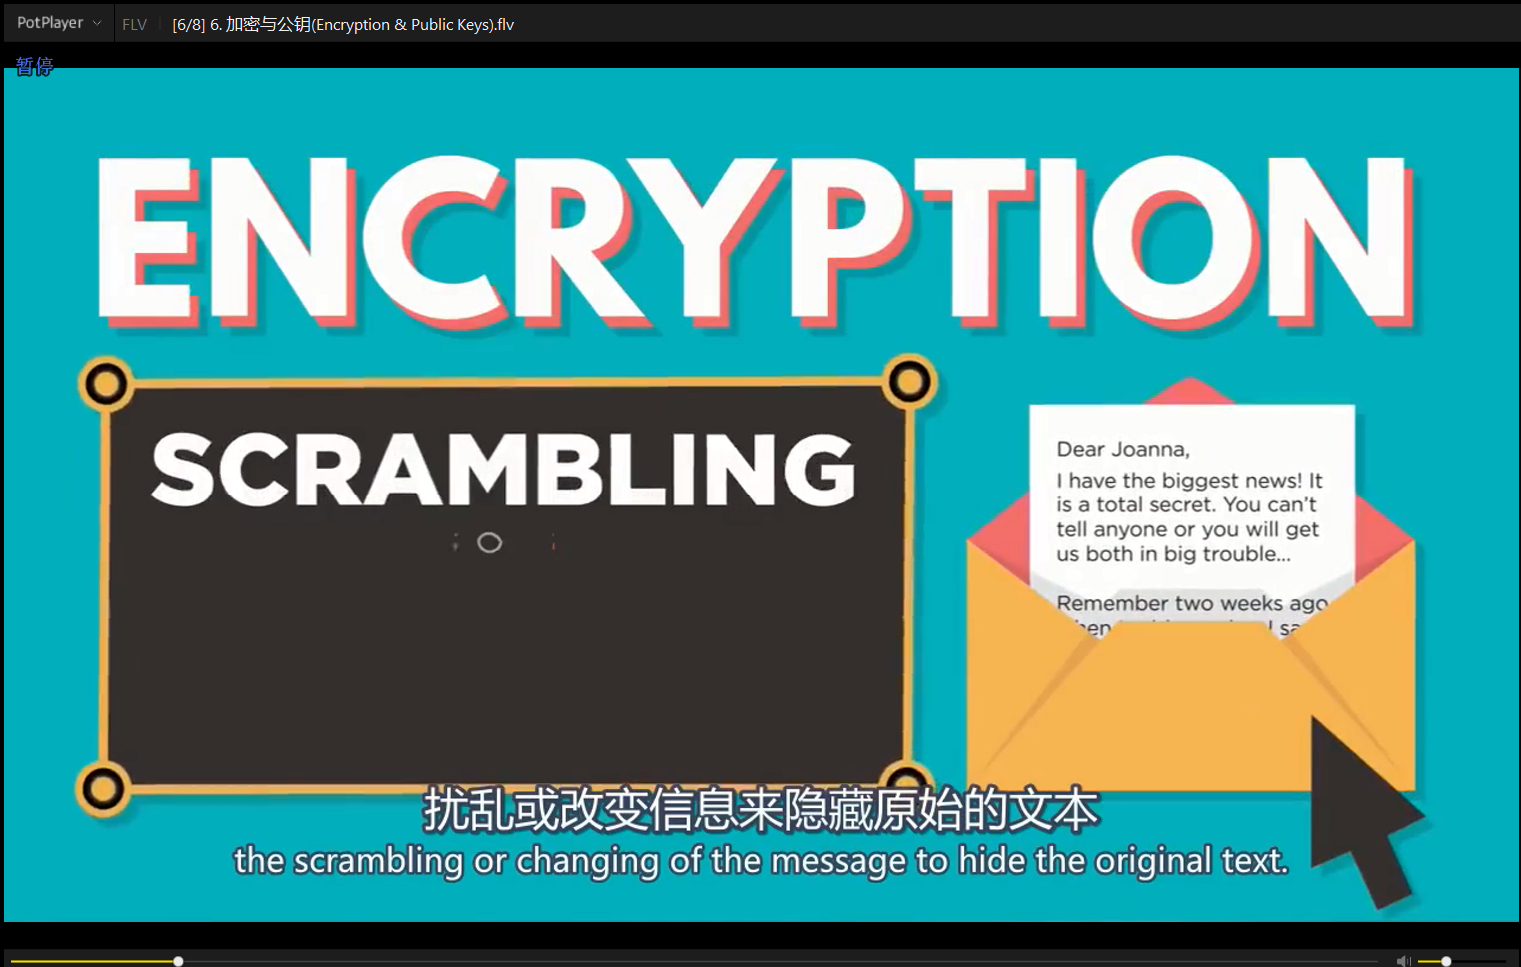 PotPlayer FLV [6/8] 6. 加密与公钥(Encryption & Public Keys).flv
暂停
ENCRYPTION
SCRAMBLING
Dear Joanna,
I have the biggest news! It
is a total secret. You can't
tell anyone or you will get
us both in big trouble...
Remember two weeks ago
扰乱或改变信息来隐藏原始的文本
the scrambling or changing of the message to hide the original text.